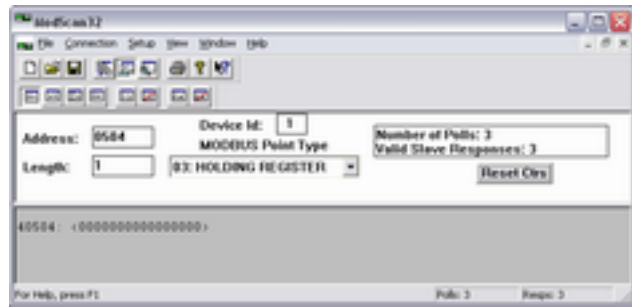 ModScan32
File Connection Setup View Window Help
Address: 0504
Device Id: 1
MODBUS Point Type
Length: 1
03: HOLDING REGISTER
Number of Polls: 3
Valid Slave Responses: 3
Reset Ctrs
40504: <0000000000000000>
For Help, press F1
Polls: 3
Resps: 3